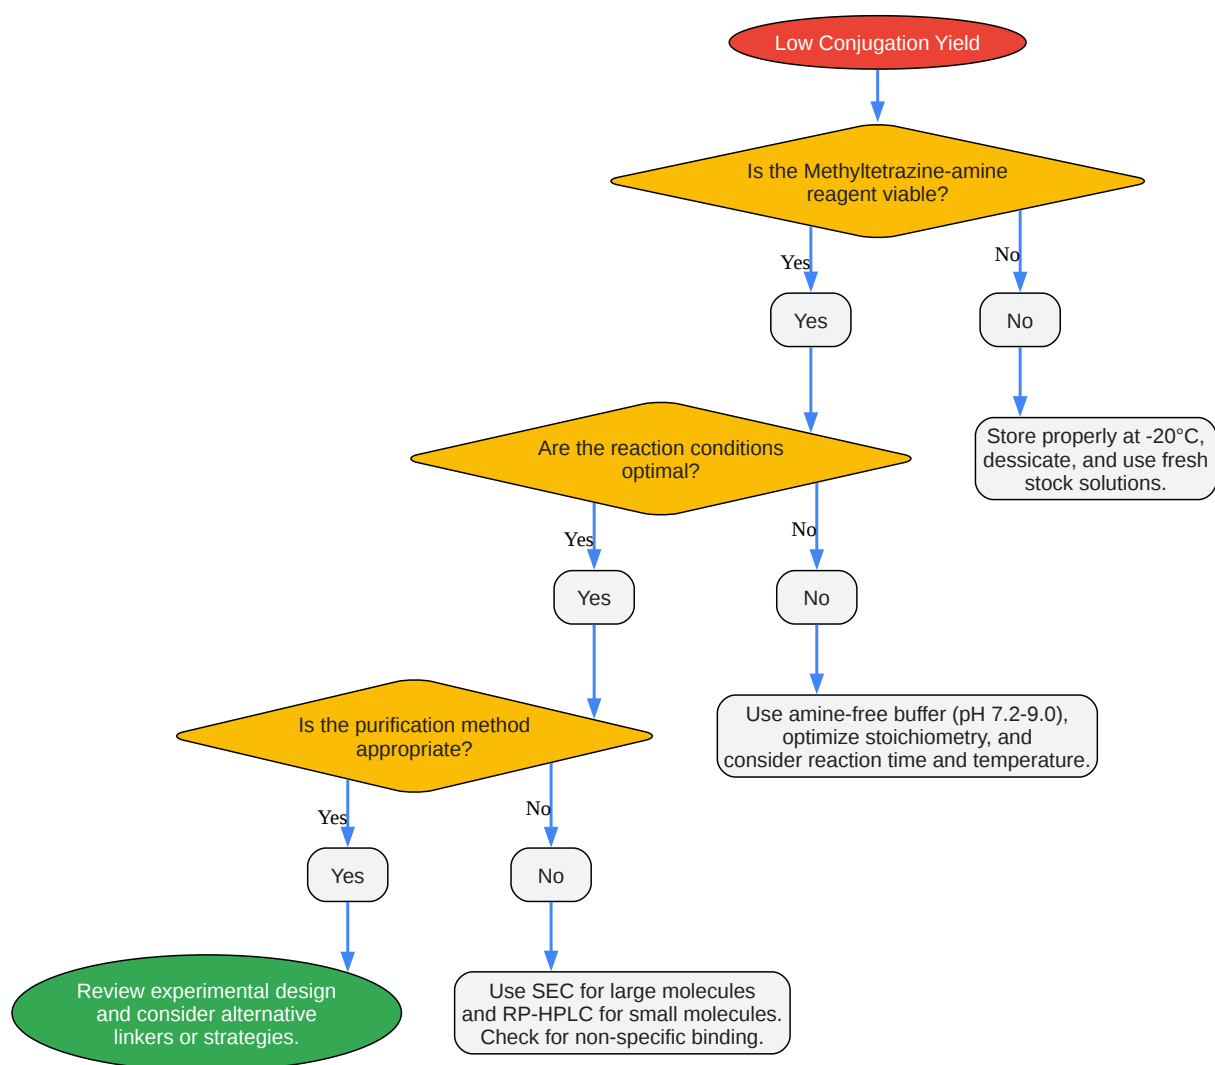 Low Conjugation Yield
Is the Methyltetrazine-amine
reagent viable?
Yes
No
Yes
No
Store properly at -20°C,
dessicate, and use fresh
stock solutions.
Are the reaction conditions
optimal?
Yes
No
Yes
No
Use amine-free buffer (pH 7.2-9.0),
optimize stoichiometry, and
consider reaction time and temperature.
Is the purification method
appropriate?
Yes
No
Yes
No
Review experimental design
and consider alternative
linkers or strategies.
Use SEC for large molecules
and RP-HPLC for small molecules.
Check for non-specific binding.